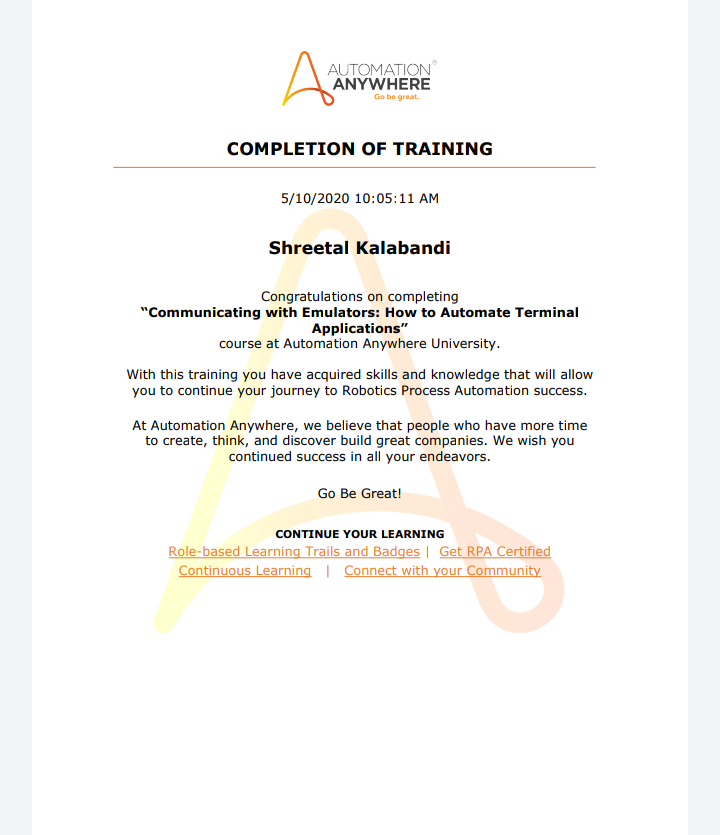 AUTOMATION®
ANYWHERE
Go be great.
COMPLETION OF TRAINING
5/10/2020 10:05:11 AM
Shreetal Kalabandi
Congratulations on completing
“Communicating with Emulators: How to Automate Terminal
Applications”
course at Automation Anywhere University.
With this training you have acquired skills and knowledge that will allow
you to continue your journey to Robotics Process Automation success.
At Automation Anywhere, we believe that people who have more time
to create, think, and discover build great companies. We wish you
continued success in all your endeavors.
Go Be Great!
CONTINUE YOUR LEARNING
Role-based Learning Trails and Badges | Get RPA Certified
Continuous Learning | Connect with your Community